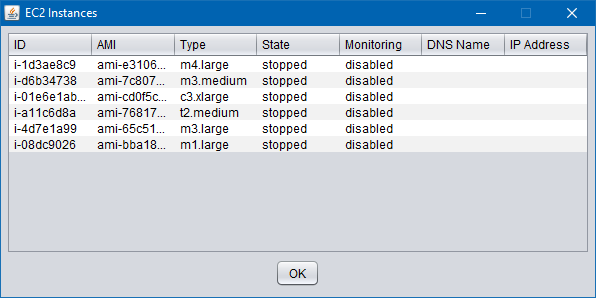 EC2 Instances
ID AMI Type State Monitoring DNS Name IP Address
i-1d3ae8c9 ami-e3106... m4.large stopped disabled
i-d6b34738 ami-7c807... m3.medium stopped disabled
i-01e6e1ab... ami-cd0f5c... c3.xlarge stopped disabled
i-a11c6d8a ami-76817... t2.medium stopped disabled
i-4d7e1a99 ami-65c51... m3.large stopped disabled
i-08dc9026 ami-bba18... m1.large stopped disabled
OK